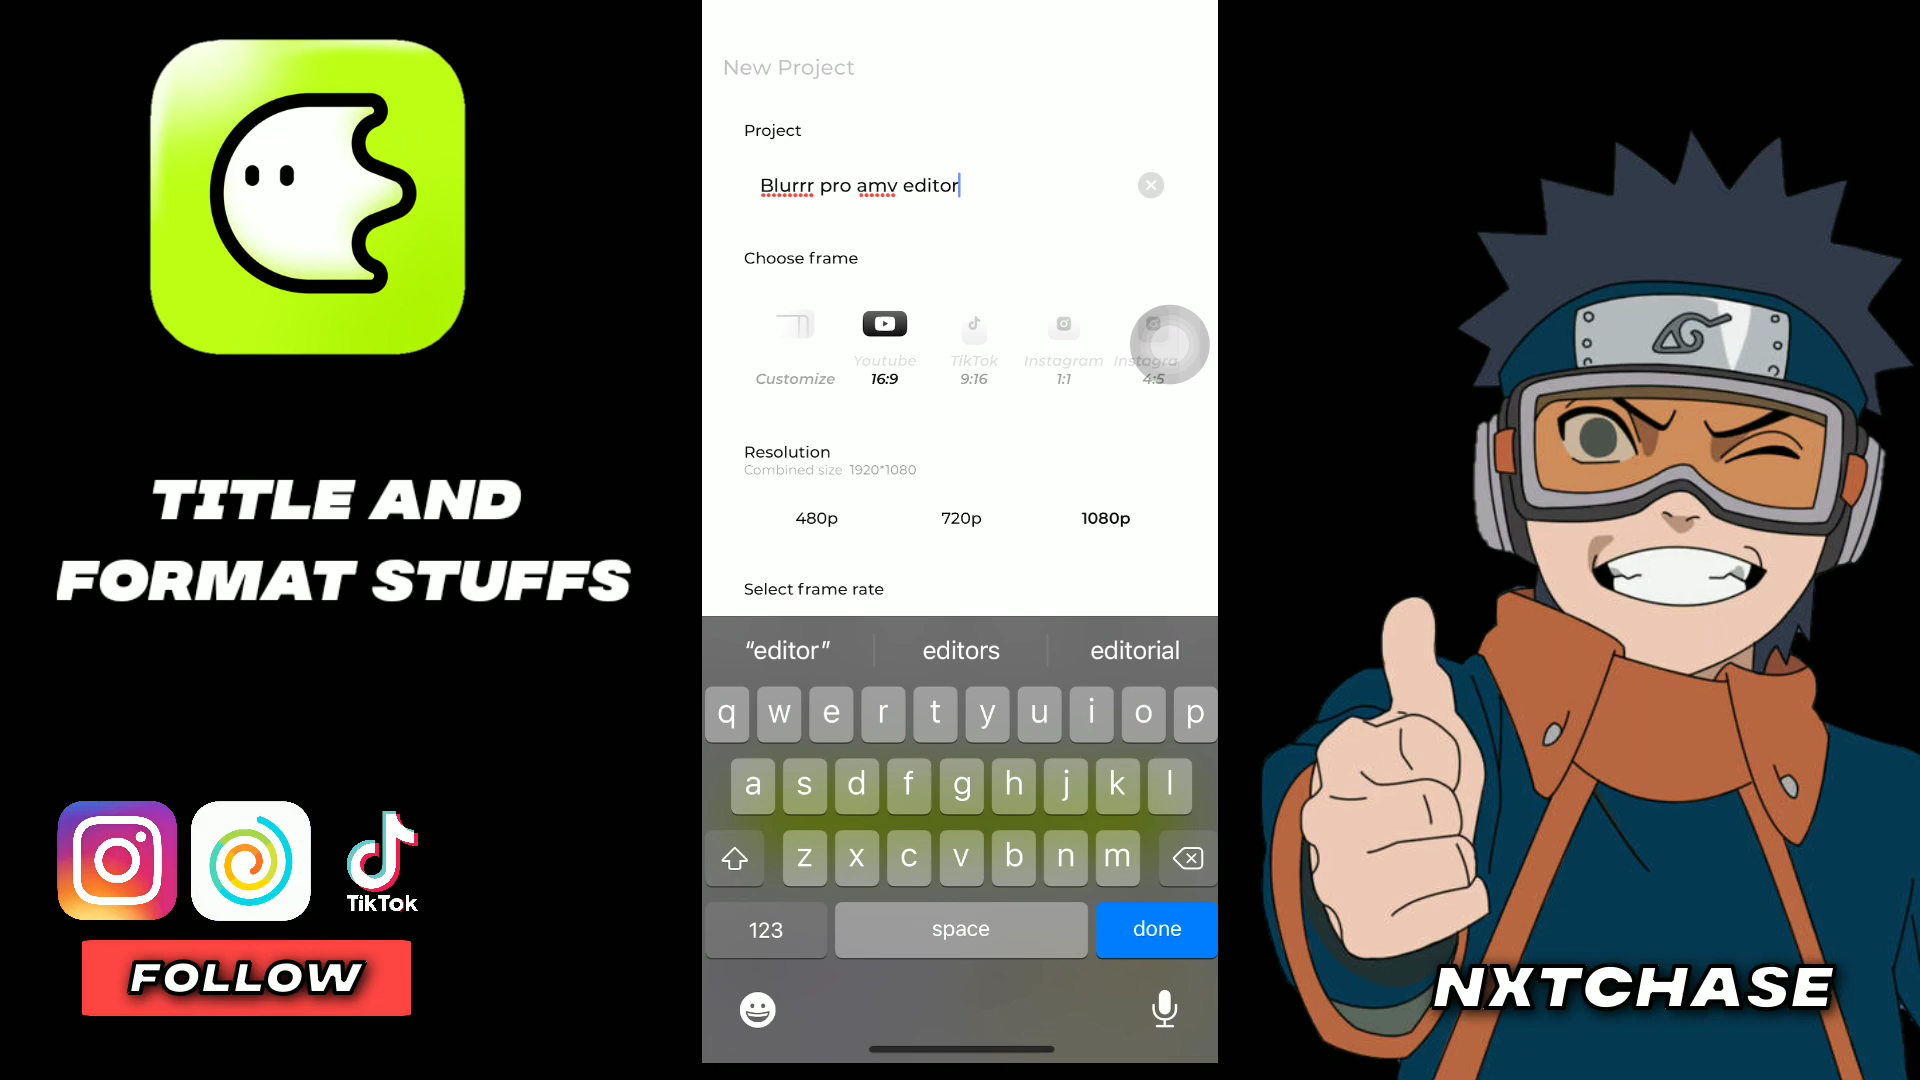 TITLE AND
FORMAT STUFFS
TikTok
FOLLOW
New Project
Project
Blurrr pro amv editor
Choose frame
Customize
Youtube
16:9
TikTok
9:16
Instagram
1:1
Instagra
4:5
Resolution
Combined size 1920*1080
480p 720p 1080p
Select frame rate
“editor” editors editorial
q w e r t y u i o p
a s d f g h j k l
z x c v b n m
123 space done
NXTCHASE